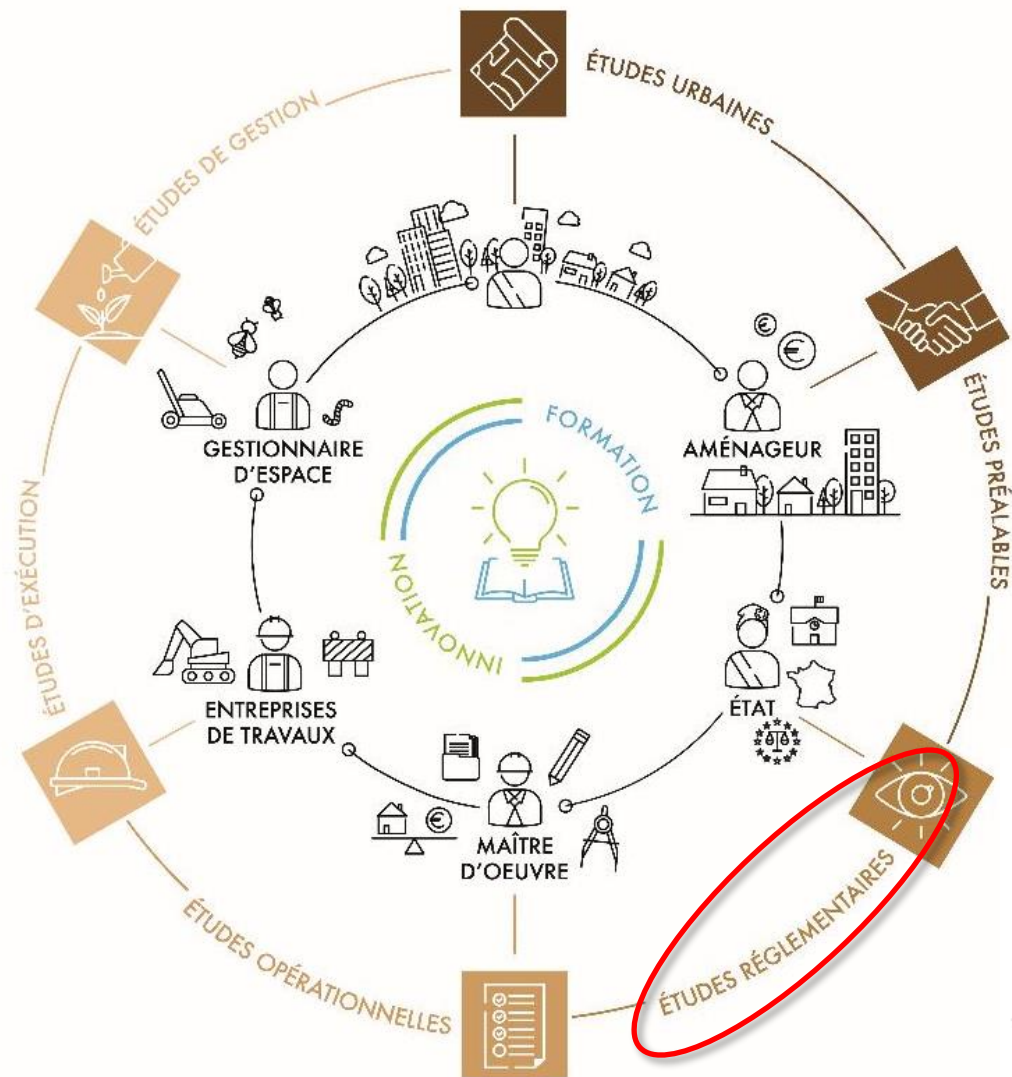 ÉTUDES URBAINES
ÉTUDES PRÉALABLES
ÉTUDES RÉGLEMENTAIRES
ÉTUDES OPÉRATIONNELLES
ÉTUDES D'EXÉCUTION
ÉTUDES DE GESTION
AMÉNAGEUR
ÉTAT
MAÎTRE
D'OEUVRE
ENTREPRISES
DE TRAVAUX
GESTIONNAIRE
D'ESPACE
FORMATION
INNOVATION
€
€
€